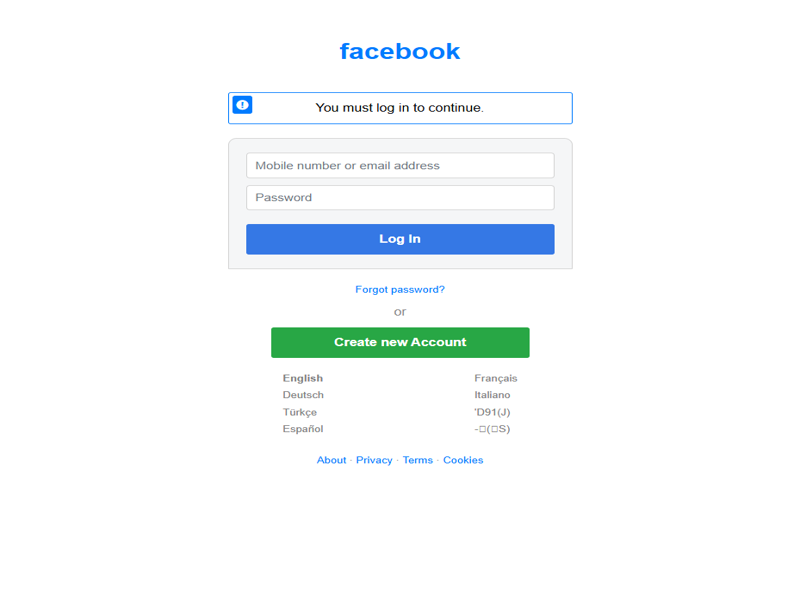 facebook
You must log in to continue.
Mobile number or email address
Password
Log In
Forgot password?
or
Create new Account
English
Français
Deutsch
Italiano
Türkçe
'D91(J)
Español
-□(□S)
About · Privacy · Terms · Cookies